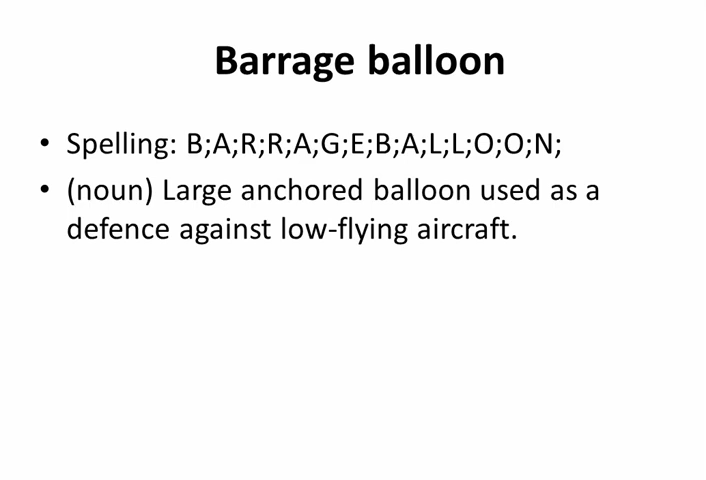 Barrage balloon
• Spelling: B;A;R;R;A;G;E;B;A;L;L;O;O;N;
• (noun) Large anchored balloon used as a
defence against low-flying aircraft.